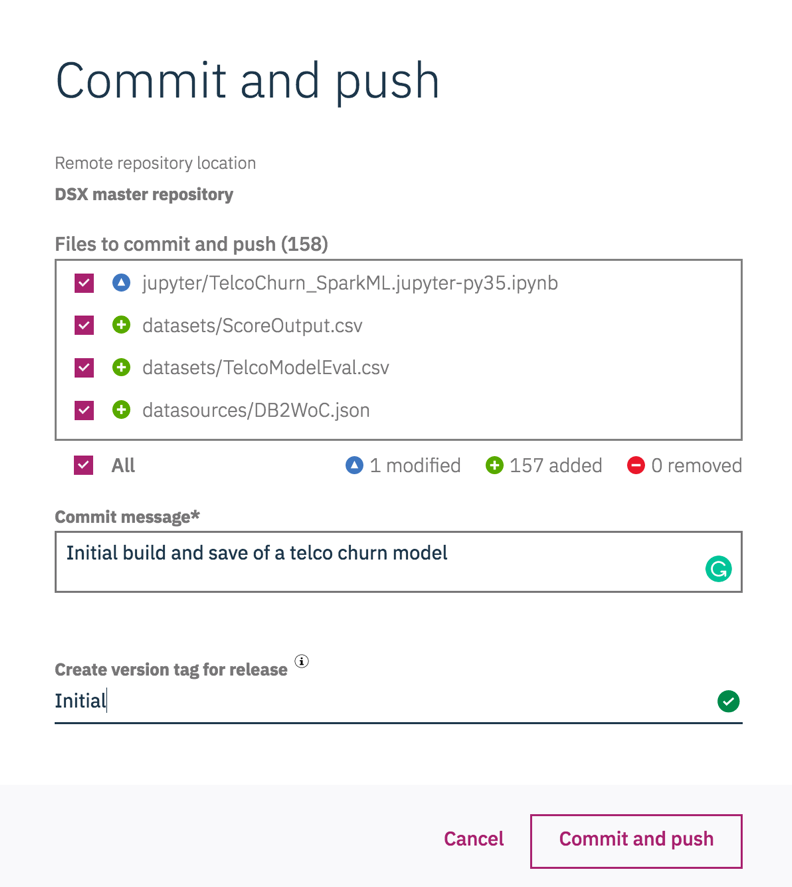 Commit and push
Remote repository location
DSX master repository
Files to commit and push (158)
jupyter/TelcoChurn_SparkML.jupyter-py35.ipynb
datasets/ScoreOutput.csv
datasets/TelcoModelEval.csv
datasources/DB2WoC.json
All 1 modified 157 added 0 removed
Commit message*
Initial build and save of a telco churn model
Create version tag for release
Initial
Cancel Commit and push